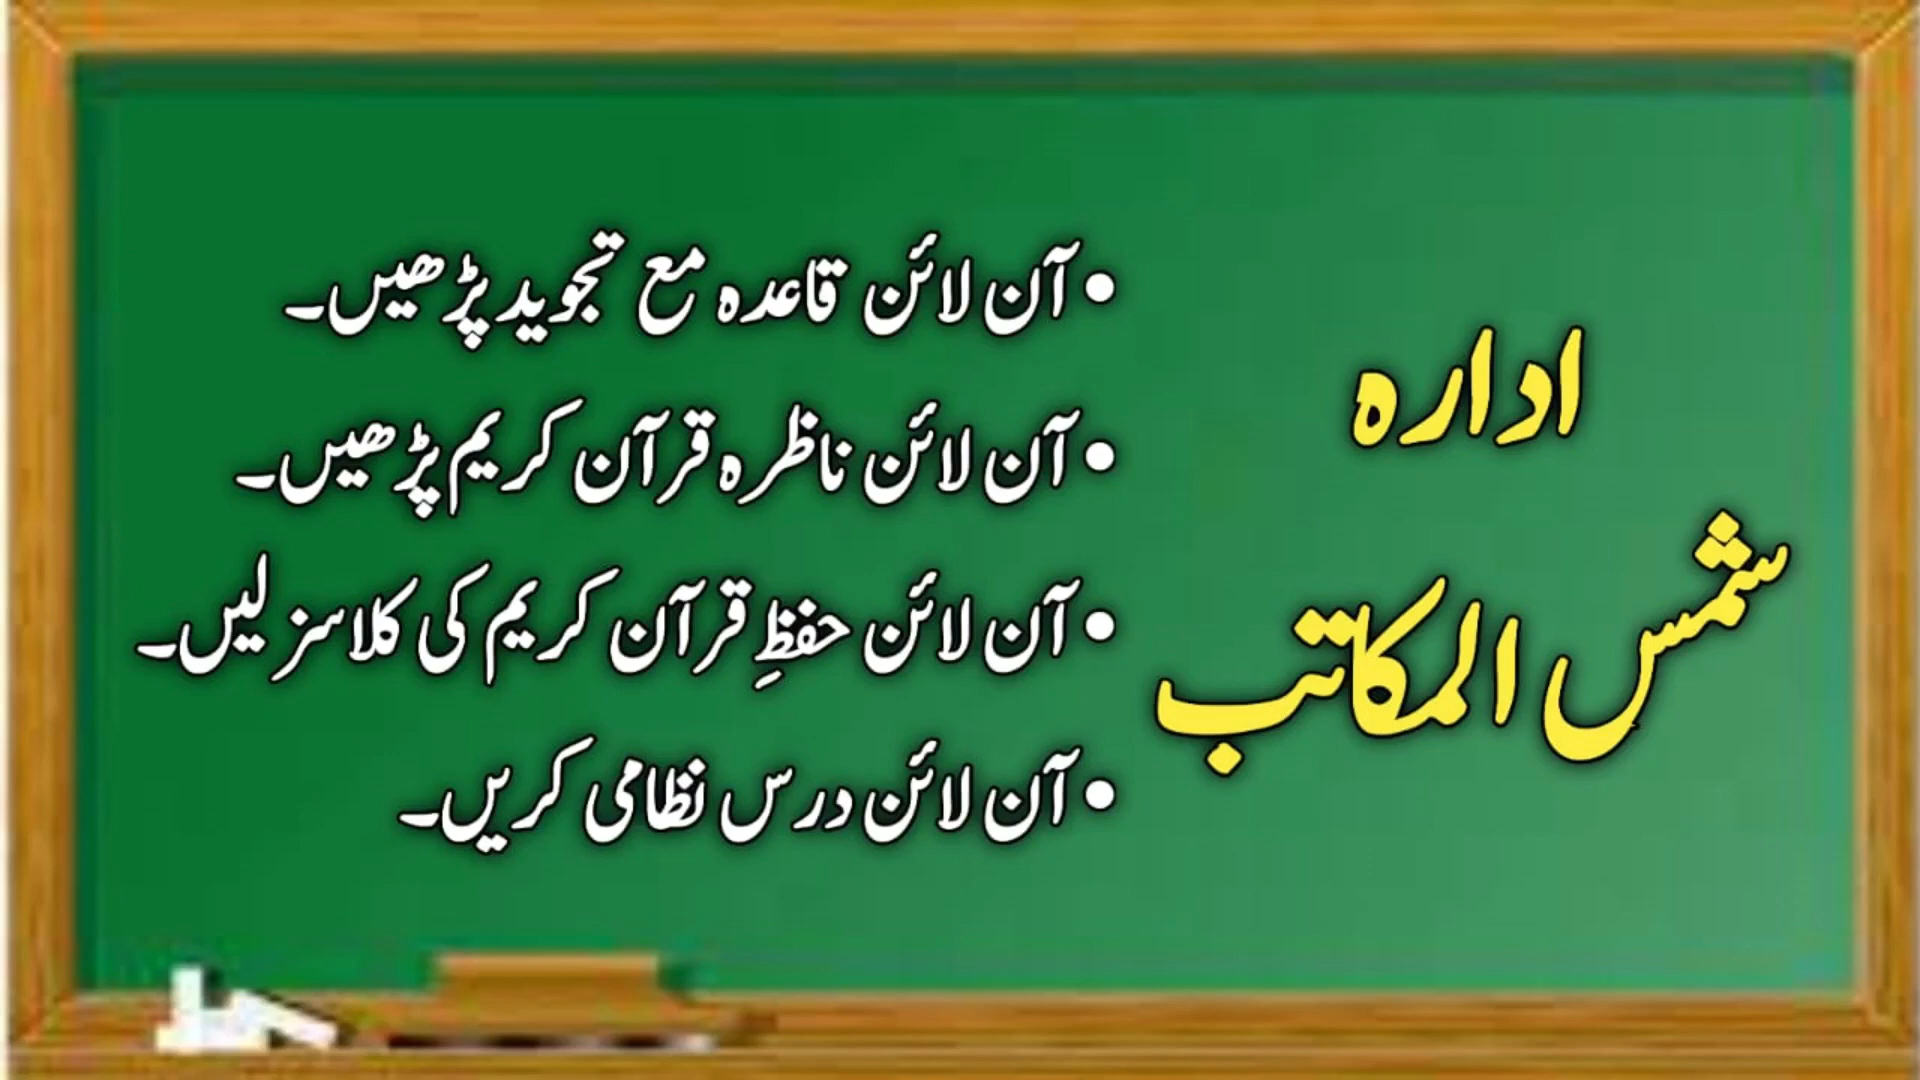 ادارہ
شمس المکاتب
• آن لائن قاعدہ مع تجوید پڑھیں۔
• آن لائن ناظرہ قرآن کریم پڑھیں۔
• آن لائن حفظِ قرآن کریم کی کلاسز لیں۔
• آن لائن درس نظامی کریں۔